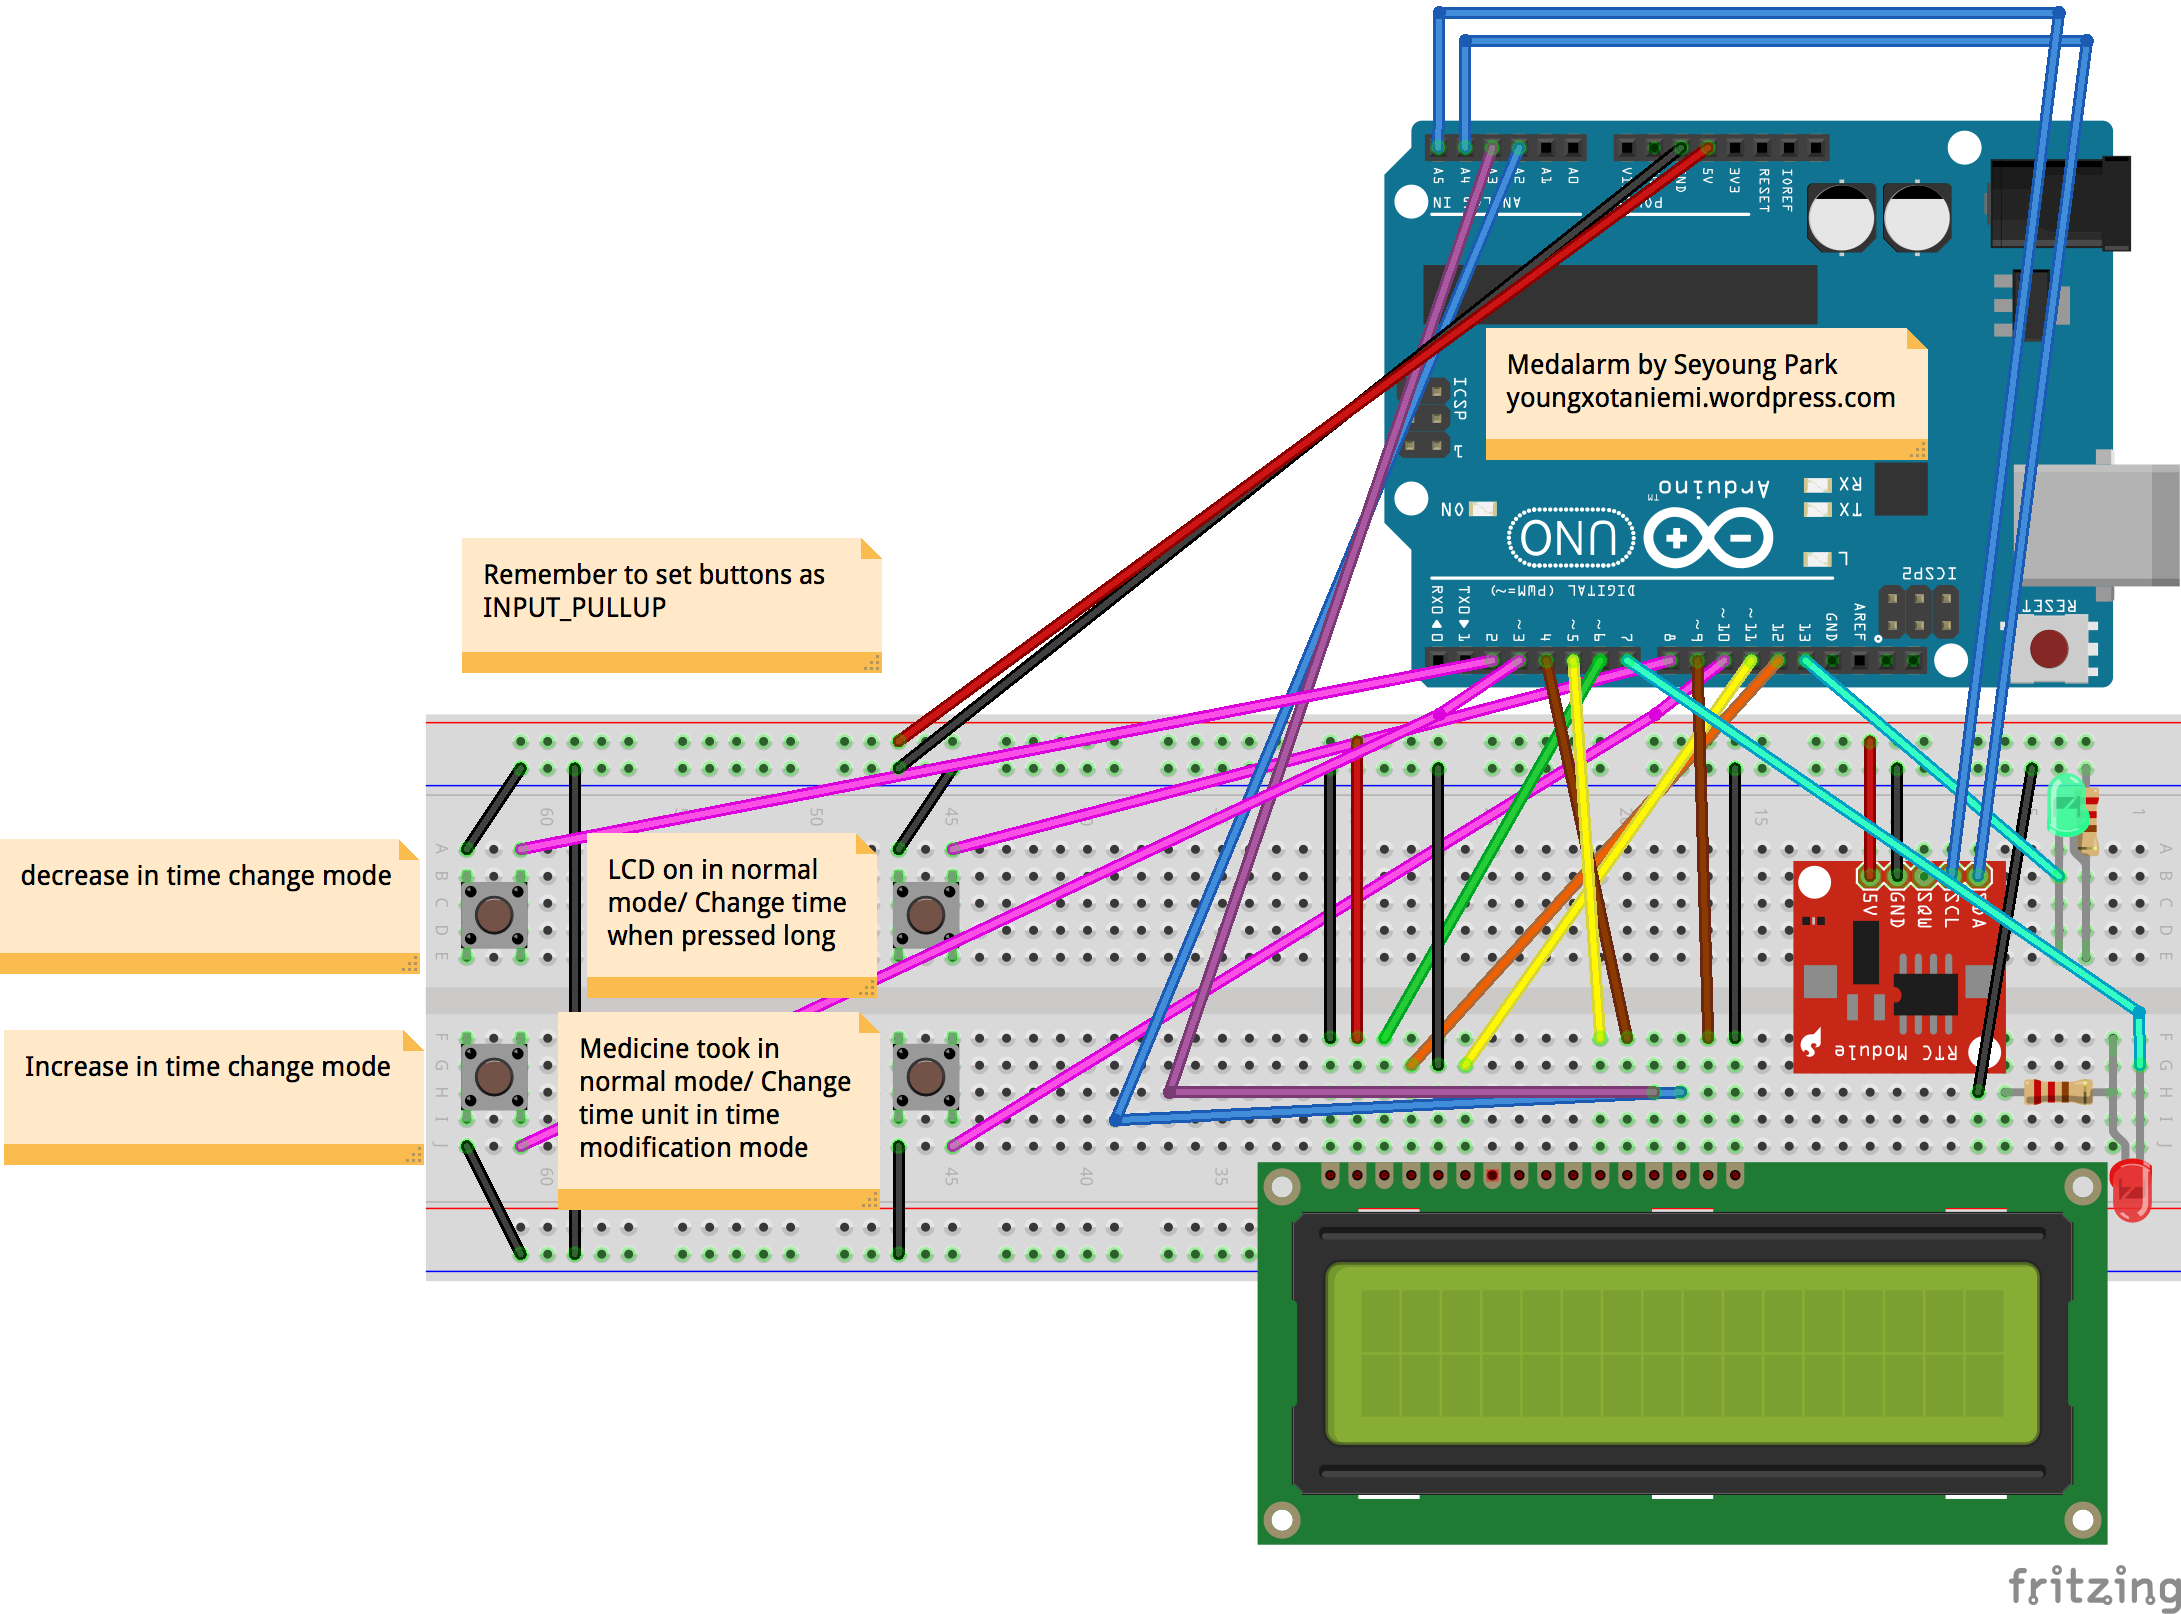 A5
A4
A3
A2
A1
A0
5V
3V3
RESET
IOREF
ANALOG IN
Medalarm by Seyoung Park
youngxotaniemi.wordpress.com
ICSP
1
ON
Arduino
TM
UNO
RX
TX
L
ICSP2
DIGITAL (PWM=~)
RX0
TX0
0
1
2
~3
4
~5
~6
7
8
~9
~10
~11
12
13
GND
AREF
RESET
Remember to set buttons as
INPUT_PULLUP
60
50
45
15
1
A
B
C
D
E
A
B
C
D
E
decrease in time change mode
LCD on in normal
mode/ Change time
when pressed long
5V
GND
SQW
SCL
SDA
RTC Module
Increase in time change mode
Medicine took in
normal mode/ Change
time unit in time
modification mode
F
G
H
I
J
F
G
H
I
J
60
45
40
35
fritzing